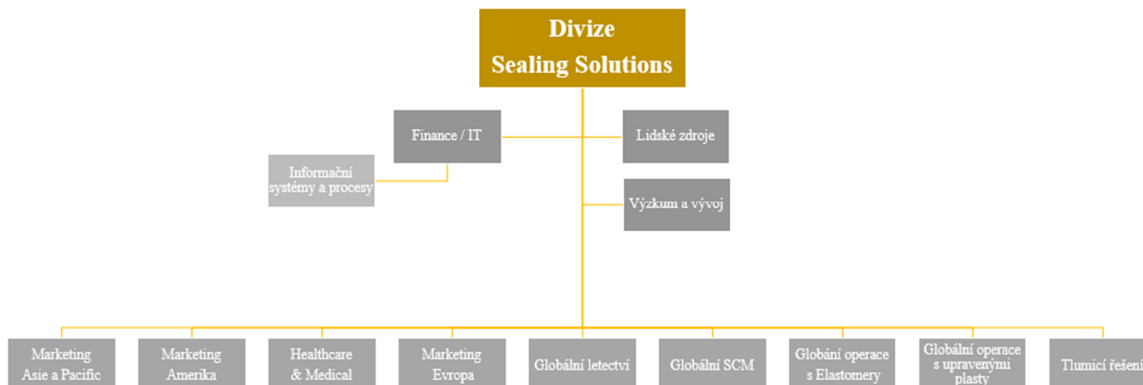 Divize
Sealing Solutions
Finance / IT
Lidské zdroje
Informační
systémy a procesy
Výzkum a vývoj
Marketing
Asie a Pacific
Marketing
Amerika
Healthcare
& Medical
Marketing
Evropa
Globální letectví
Globální SCM
Globání operace
s Elastomery
Globální operace
s upravenými
plasty
Tlumicí řešení